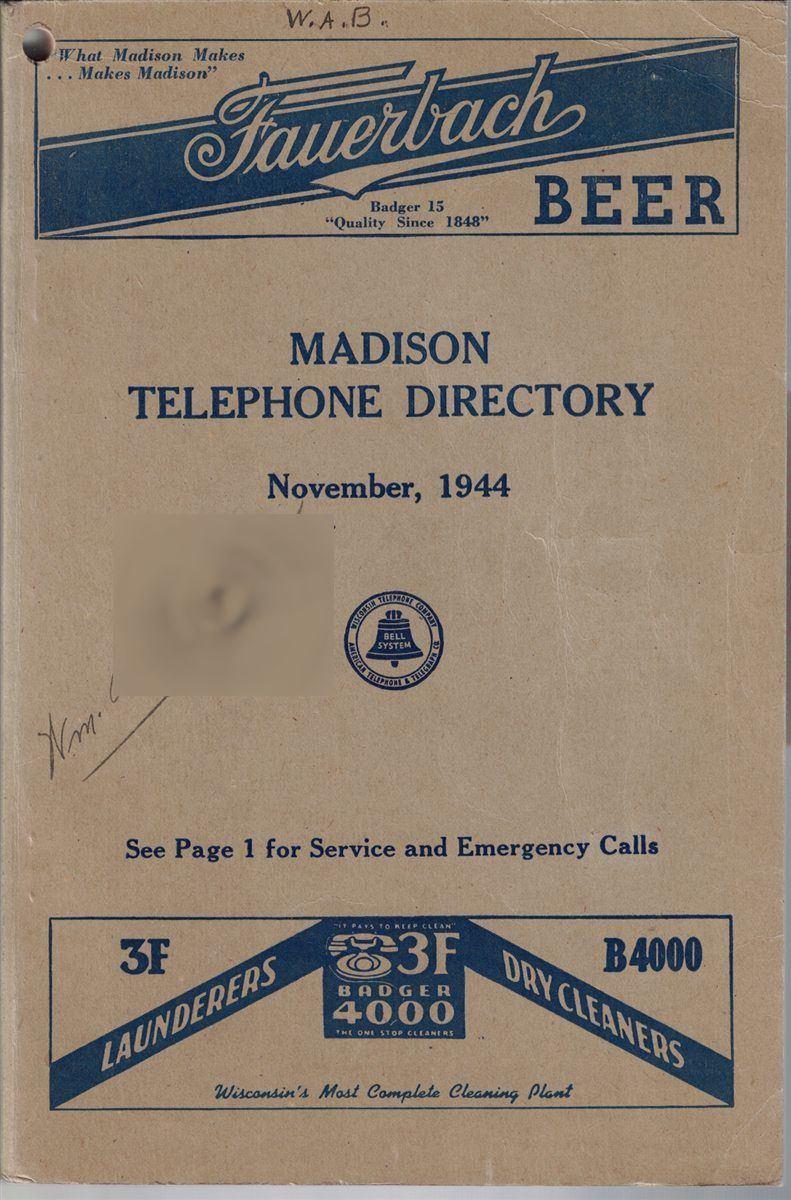 W.A.B.
"What Madison Makes
... Makes Madison"
Fauerbach
BEER
Badger 15
"Quality Since 1848"
MADISON
TELEPHONE DIRECTORY
November, 1944
WISCONSIN TELEPHONE COMPANY
BELL
SYSTEM
AMERICAN TELEPHONE & TELEGRAPH CO.
Wm.
See Page 1 for Service and Emergency Calls
"IT PAYS TO KEEP CLEAN"
3F
3F
B4000
BADGER
4000
THE ONE STOP CLEANERS
LAUNDERERS
DRY CLEANERS
Wisconsin's Most Complete Cleaning Plant